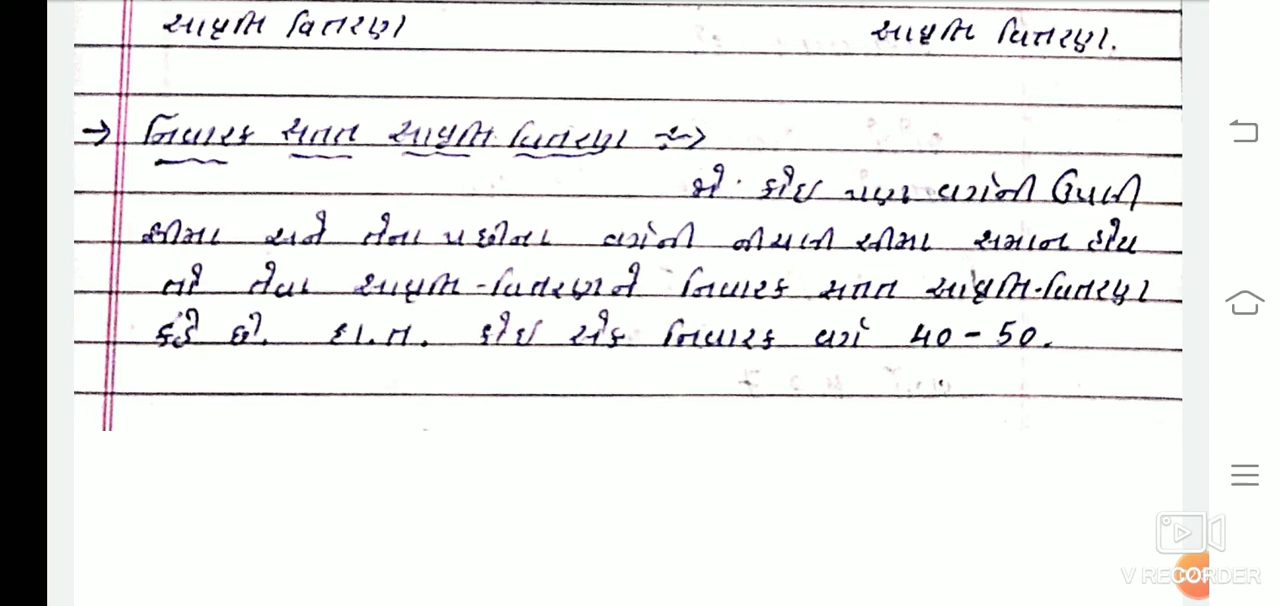 આવૃત્તિ વિતરણ આવૃત્તિ વિતરણ.
→ નિવારક સતત આવૃત્તિ વિતરણ :→
જો કોઇ પણ વર્ગની ઉપલી
સીમા અને તેના પછીના વર્ગની નીચલી સીમા સમાન હોય
તો તેવા આવૃત્તિ-વિતરણને નિવારક સતત આવૃત્તિ-વિતરણ
કહે છે. દા.ત. કોઇ એક નિવારક વર્ગ 40-50.
V RECORDER